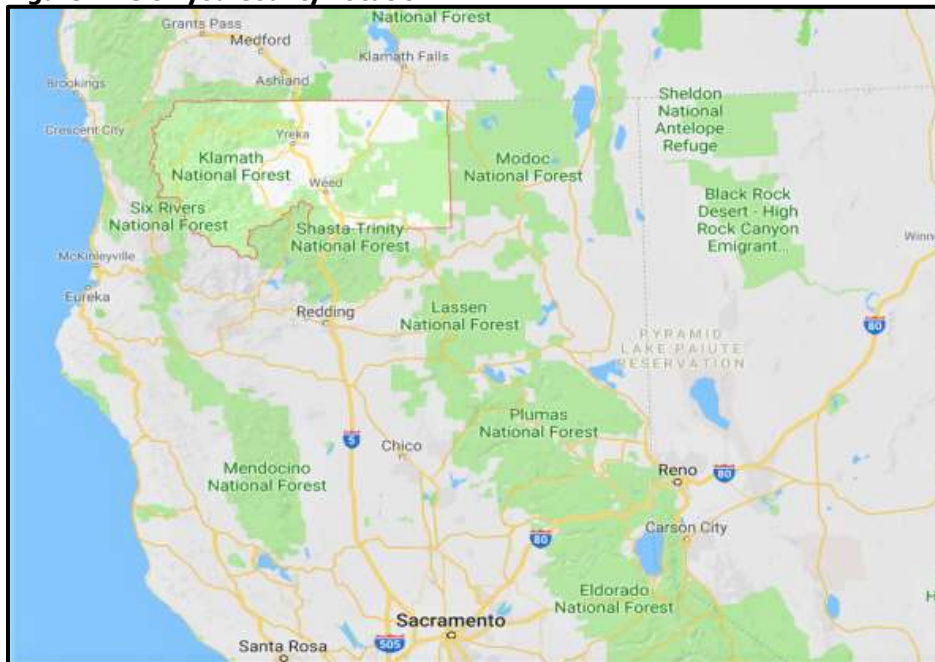 National Forest
Grants Pass
Medford
Klamath Falls
Ashland
Brookings
Sheldon
National
Antelope
Refuge
Crescent City
Yreka
Klamath
National Forest
Modoc
National Forest
Weed
Black Rock
Desert - High
Rock Canyon
Emigrant...
Six Rivers
National Forest
Shasta-Trinity
National Forest
Winn
McKinleyville
Eureka
Redding
Lassen
National Forest
80
PYRAMID
LAKE PAIUTE
RESERVATION
Plumas
National Forest
5
Chico
Mendocino
National Forest
Reno
80
Carson City
80
Eldorado
National Forest
H
Sacramento
505
Santa Rosa